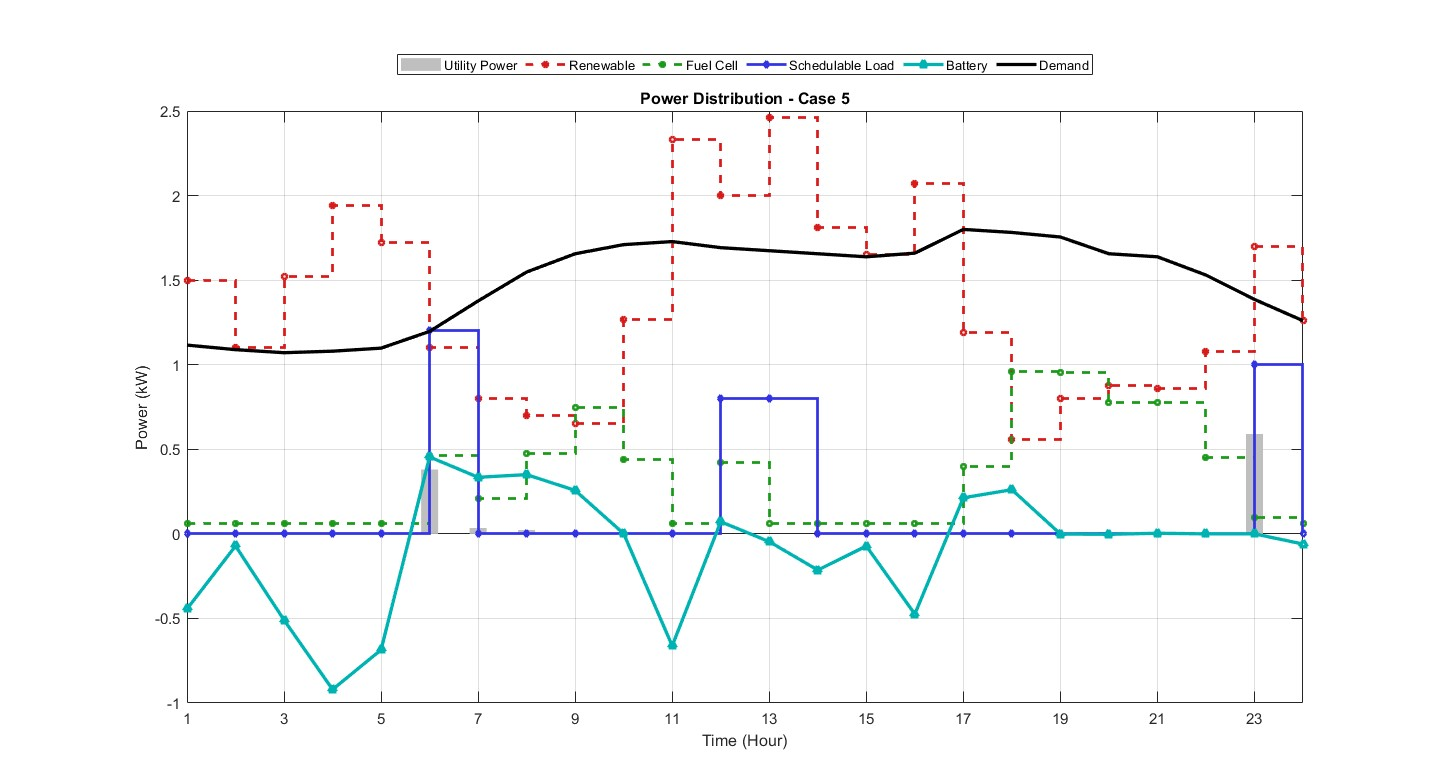 Utility Power Renewable Fuel Cell Schedulable Load Battery Demand
Power Distribution - Case 5
2.5
2
1.5
1
0.5
0
-0.5
-1
Power (kW)
1 3 5 7 9 11 13 15 17 19 21 23
Time (Hour)